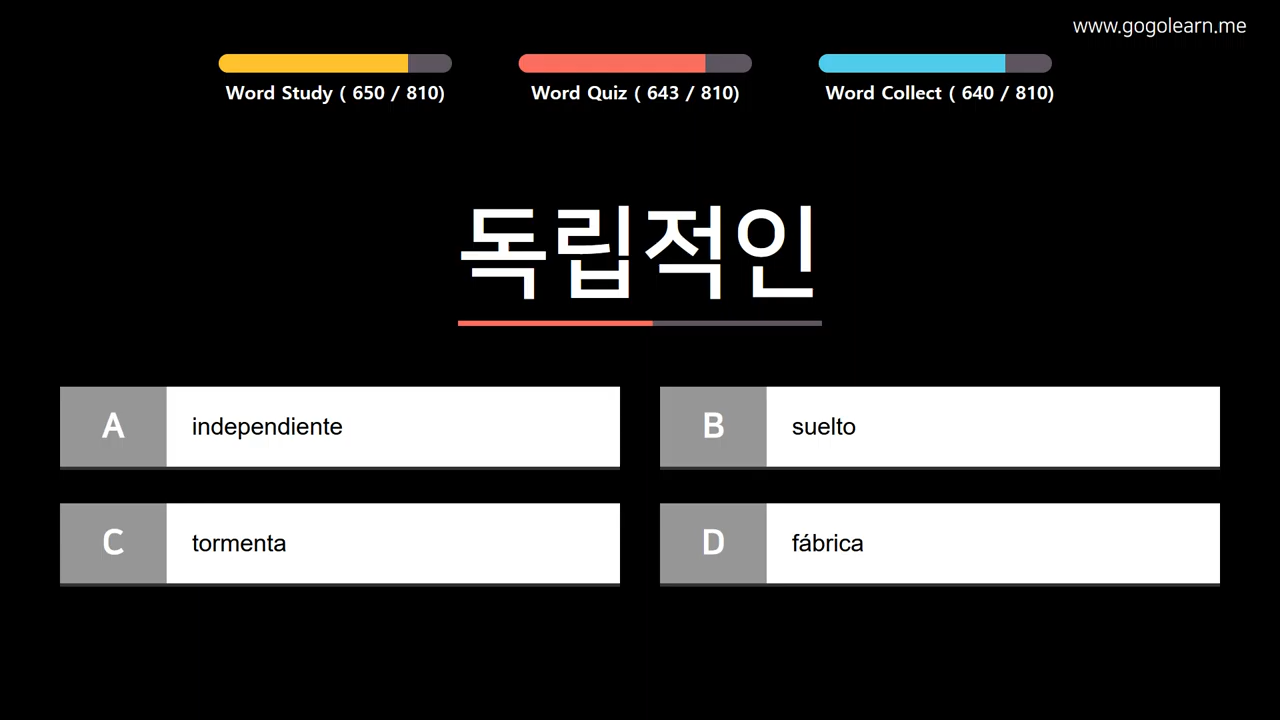 www.gogolearn.me
Word Study ( 650 / 810)
Word Quiz ( 643 / 810)
Word Collect ( 640 / 810)
독립적인
A independiente
B suelto
C tormenta
D fábrica